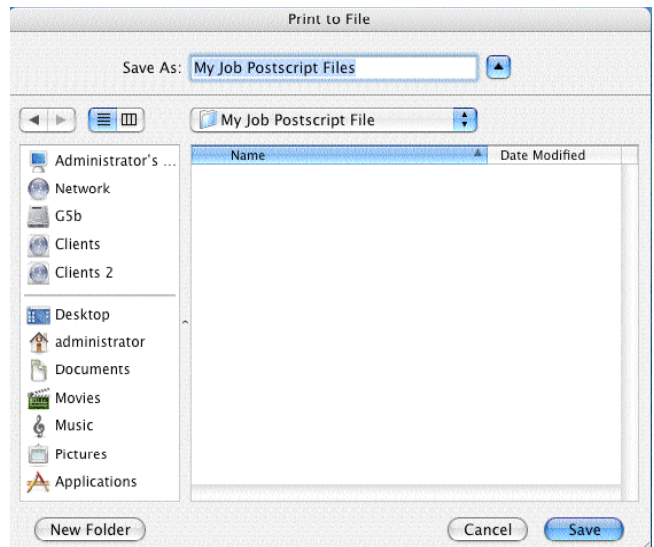 Print to File
Save As: My Job Postscript Files
My Job Postscript File
Name Date Modified
Administrator's ...
Network
G5b
Clients
Clients 2
Desktop
administrator
Documents
Movies
Music
Pictures
Applications
New Folder Cancel Save